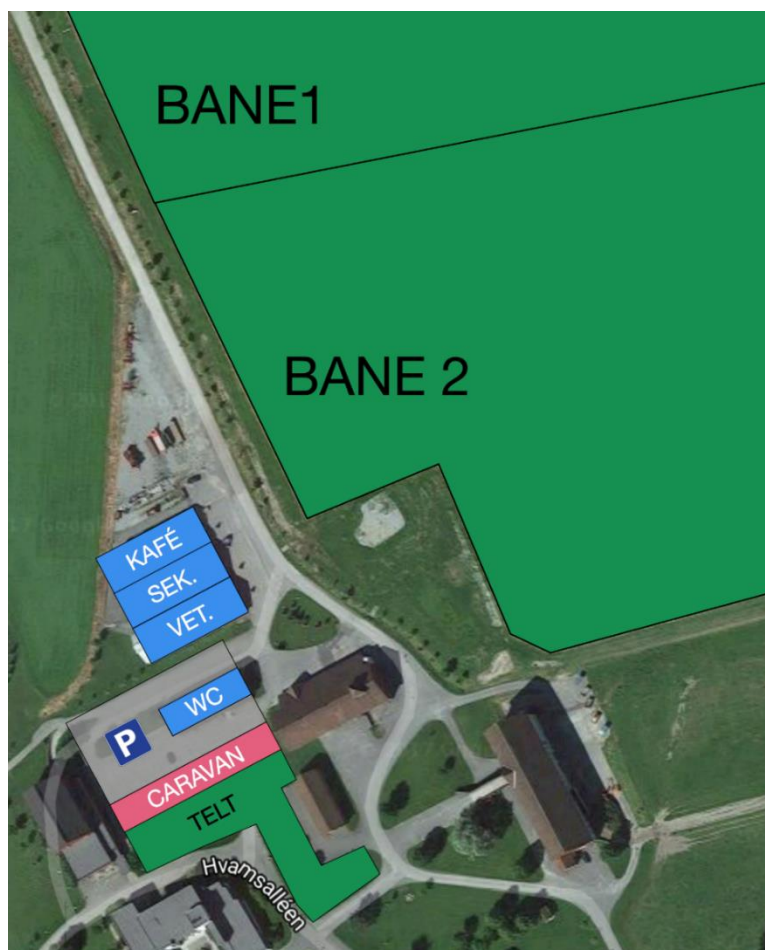 BANE1
BANE 2
KAFÉ
SEK.
VET.
WC
P
CARAVAN
TELT
Hvamsalléen